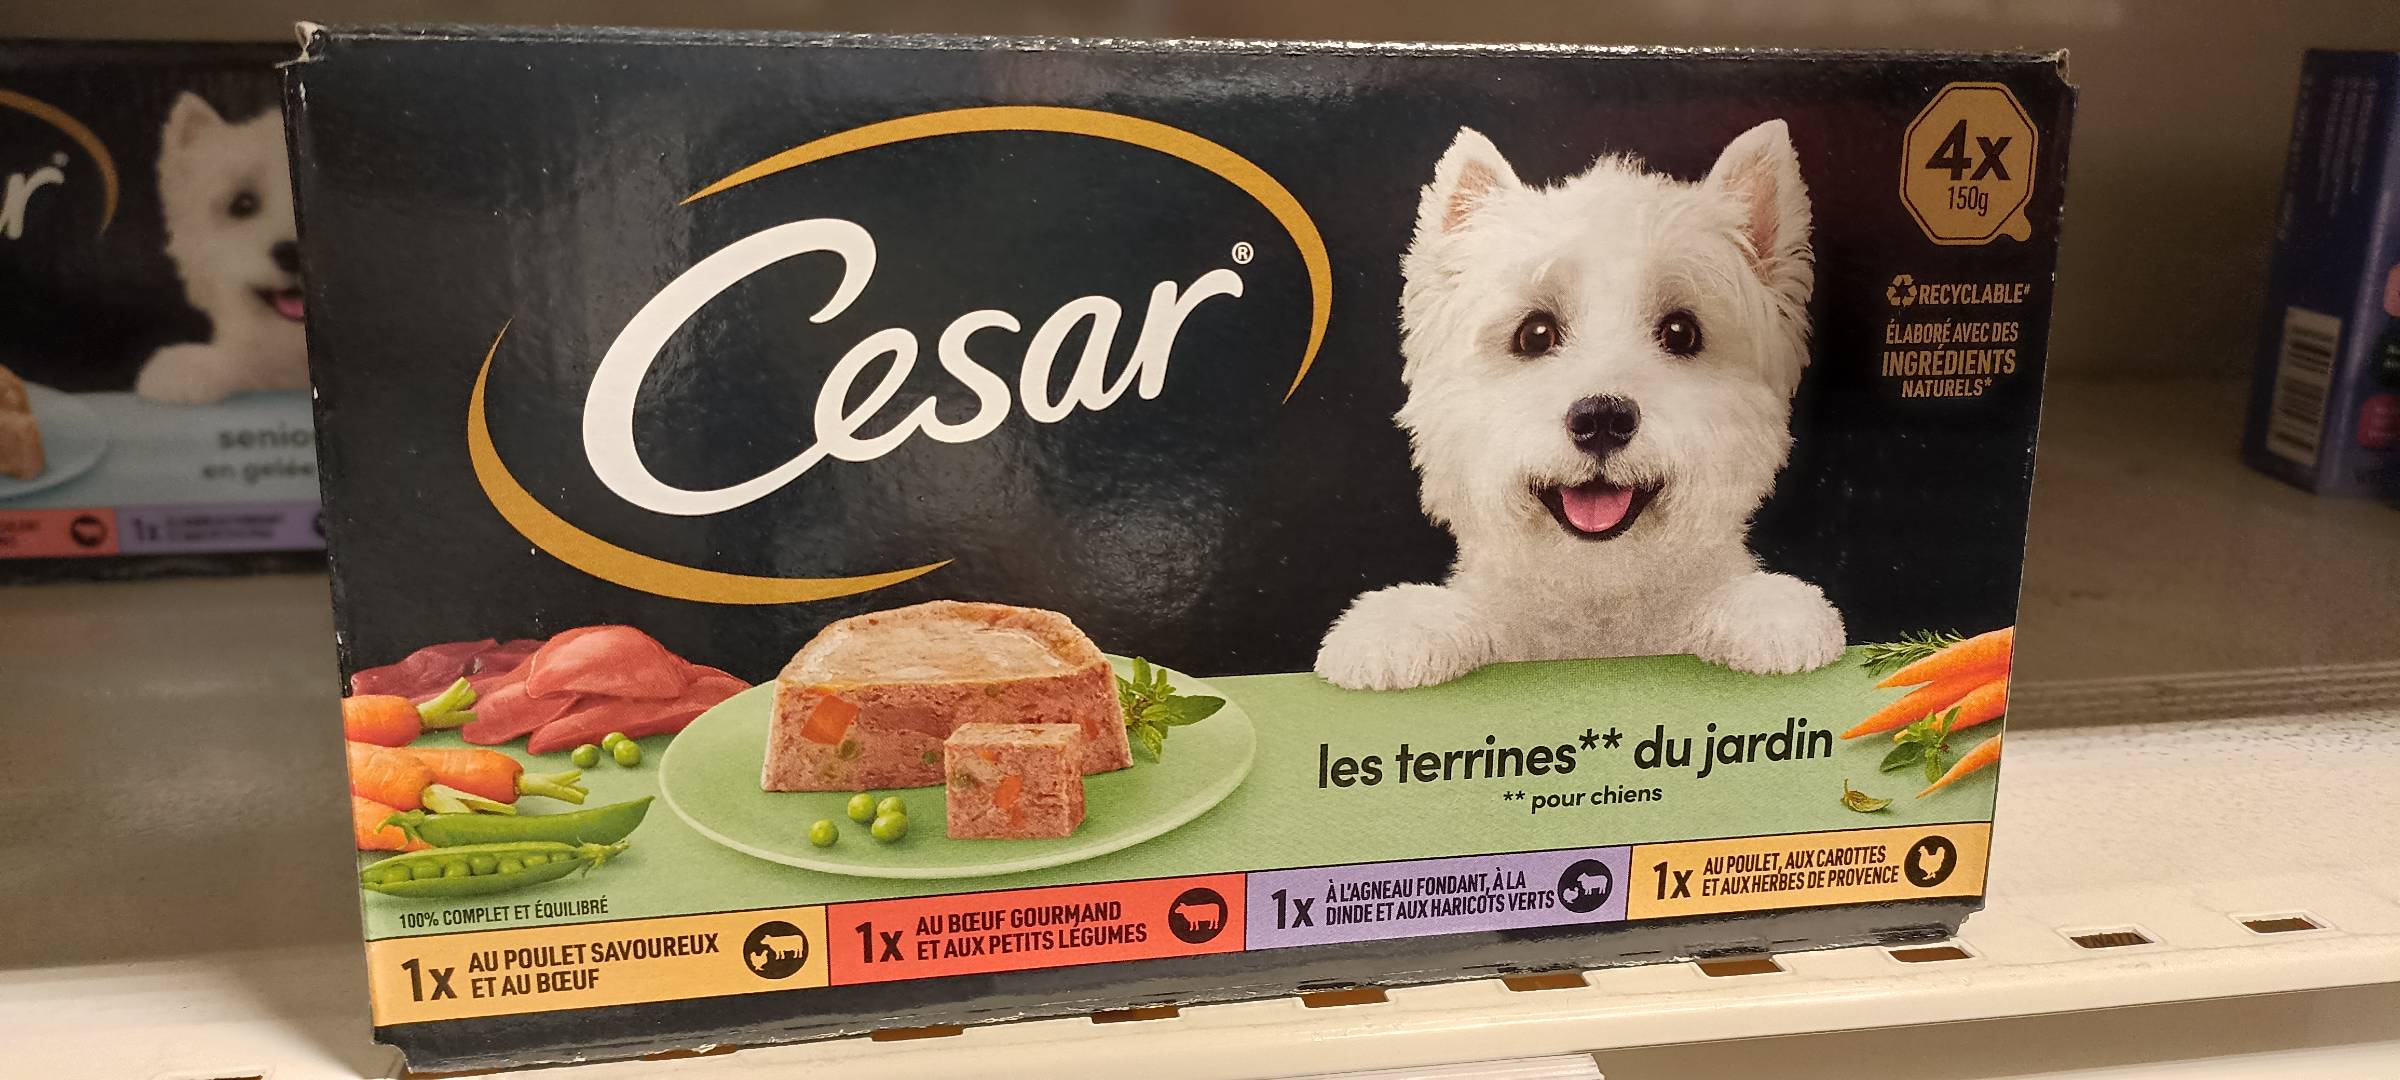 Cesar®
4x
150g
RECYCLABLE#
ÉLABORÉ AVEC DES
INGRÉDIENTS
NATURELS*
les terrines** du jardin
** pour chiens
100% COMPLET ET ÉQUILIBRÉ
1x AU POULET SAVOUREUX
ET AU BŒUF
1x AU BŒUF GOURMAND
ET AUX PETITS LÉGUMES
1x À L'AGNEAU FONDANT, À LA
DINDE ET AUX HARICOTS VERTS
1x AU POULET, AUX CAROTTES
ET AUX HERBES DE PROVENCE
r
senio
en gelée
1x